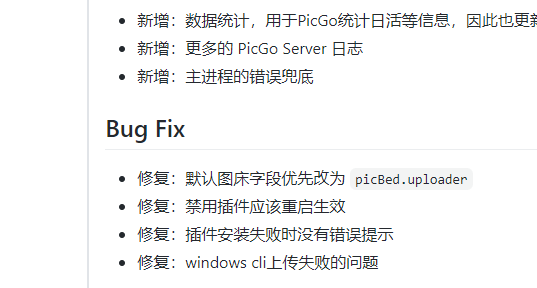 新增：数据统计，用于PicGo统计日活等信息，因此也更新
新增：更多的 PicGo Server 日志
新增：主进程的错误兜底
Bug Fix
修复：默认图床字段优先改为 picBed.uploader
修复：禁用插件应该重启生效
修复：插件安装失败时没有错误提示
修复：windows cli上传失败的问题